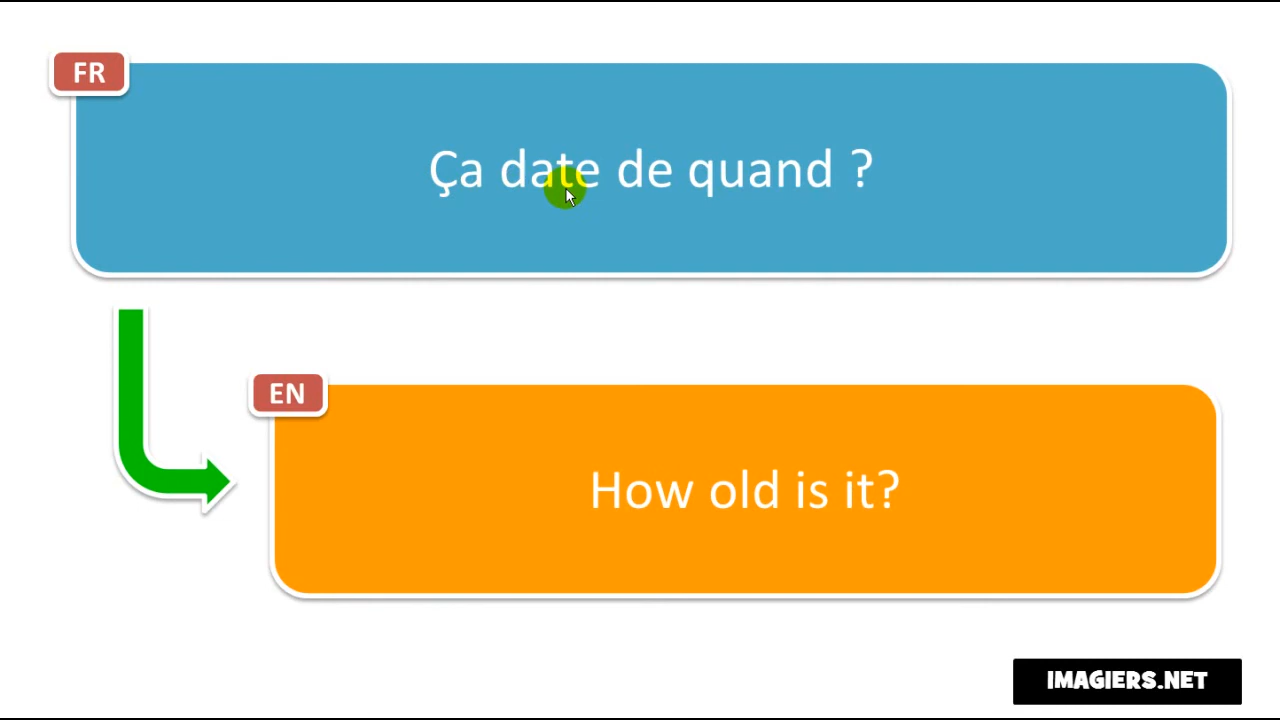 FR
Ça date de quand ?
EN
How old is it?
IMAGIERS.NET